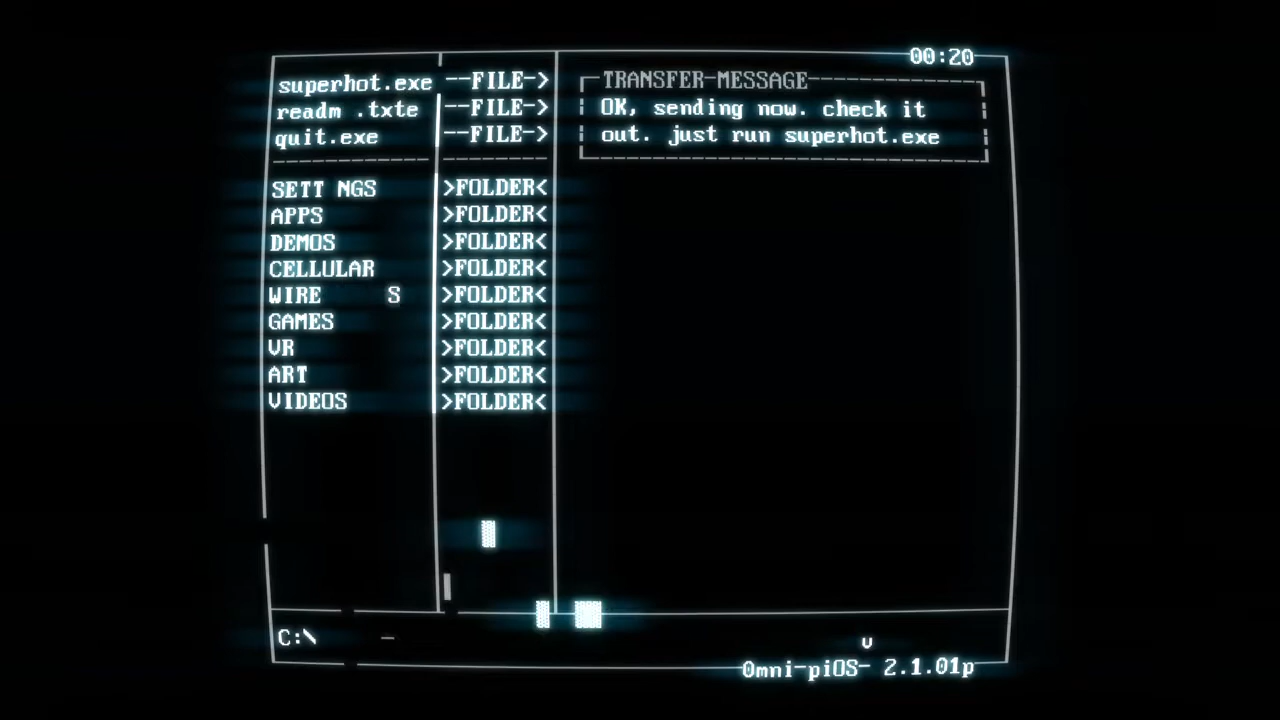 00:20
superhot.exe --FILE->
readm .txte --FILE->
quit.exe --FILE->
SETT NGS >FOLDER<
APPS >FOLDER<
DEMOS >FOLDER<
CELLULAR >FOLDER<
WIRE S >FOLDER<
GAMES >FOLDER<
VR >FOLDER<
ART >FOLDER<
VIDEOS >FOLDER<
TRANSFER-MESSAGE
OK, sending now. check it
out. just run superhot.exe
C:\ _
v
Omni-piOS- 2.1.01p